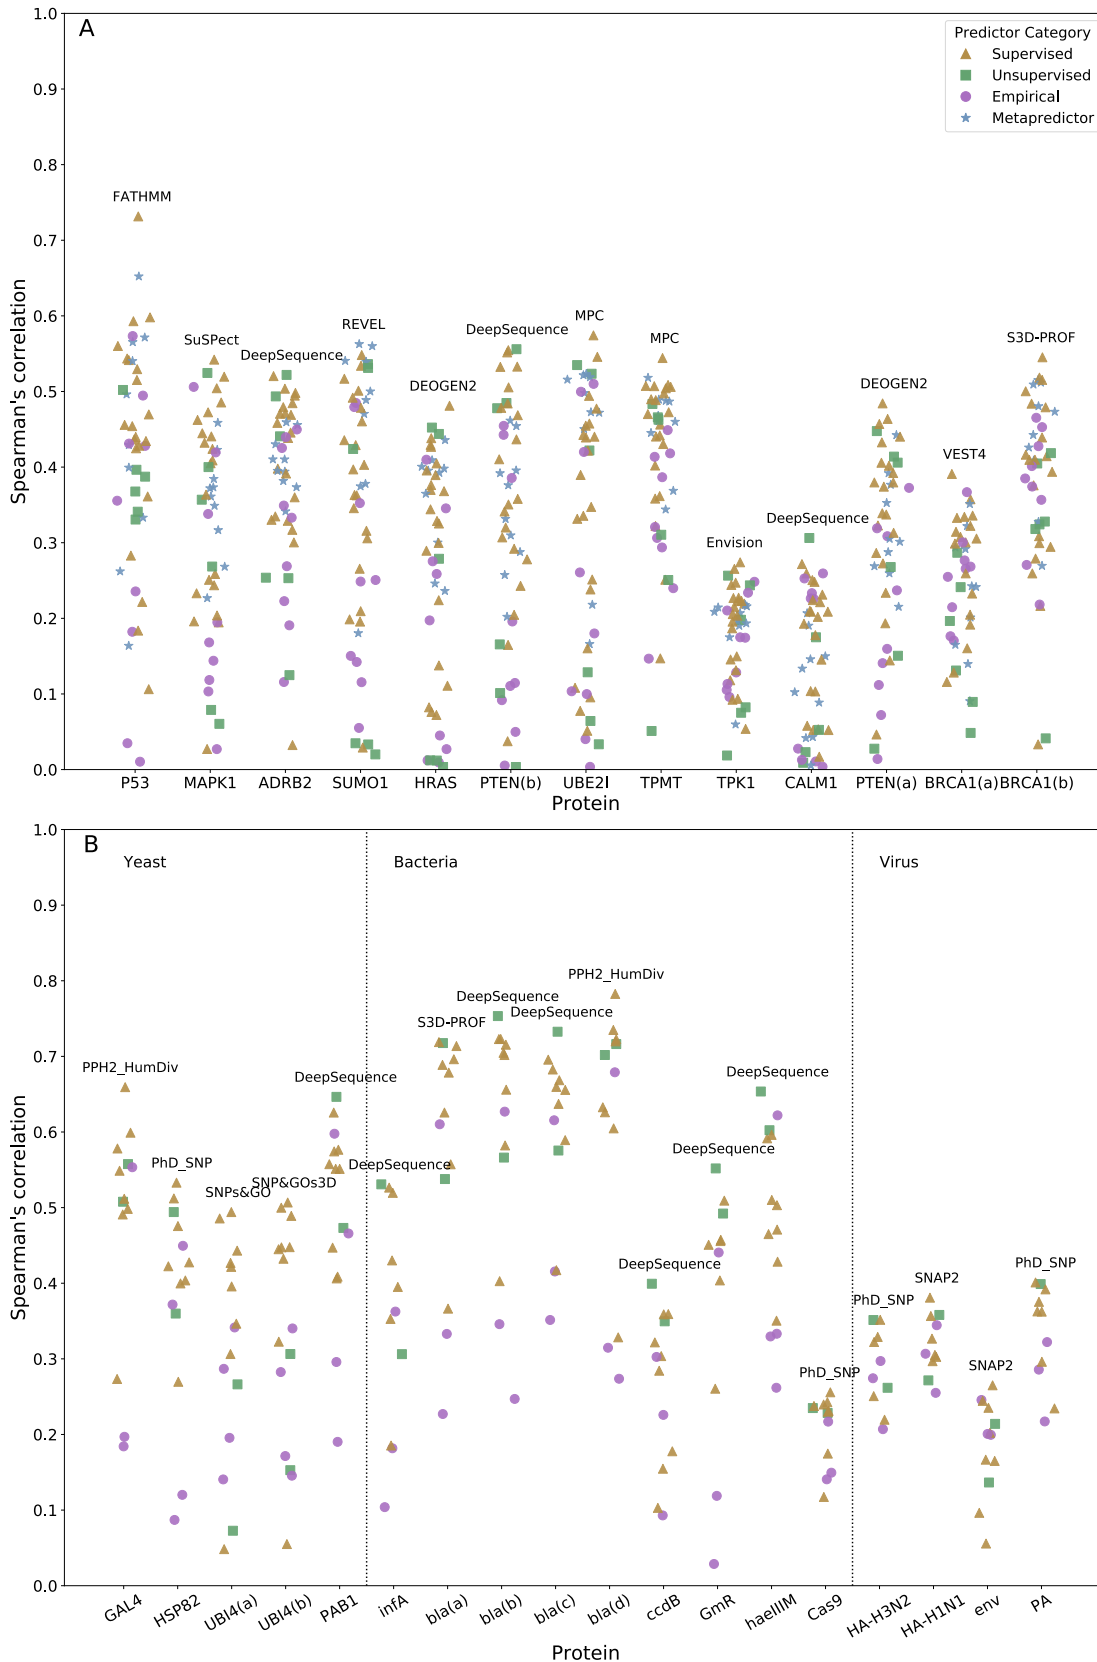 A
Predictor Category
Supervised
Unsupervised
Empirical
Metapredictor
1.0
0.9
0.8
0.7
0.6
0.5
0.4
0.3
0.2
0.1
0.0
Spearman's correlation
FATHMM
SuSPect
DeepSequence
REVEL
DEOGEN2
DeepSequence
MPC
MPC
Envision
DeepSequence
DEOGEN2
VEST4
S3D-PROF
P53 MAPK1 ADRB2 SUMO1 HRAS PTEN(b) UBE2I TPMT TPK1 CALM1 PTEN(a) BRCA1(a) BRCA1(b)
Protein
B
Yeast Bacteria Virus
1.0
0.9
0.8
0.7
0.6
0.5
0.4
0.3
0.2
0.1
0.0
Spearman's correlation
PPH2_HumDiv
PhD_SNP
SNPs&GO
SNP&GOs3D
DeepSequence
DeepSequence
S3D-PROF
DeepSequence
DeepSequence
PPH2_HumDiv
DeepSequence
DeepSequence
DeepSequence
PhD_SNP
PhD_SNP
SNAP2
SNAP2
PhD_SNP
GAL4 HSP82 UBI4(a) UBI4(b) PAB1 infA bla(a) bla(b) bla(c) bla(d) ccdB GmR haeIIIM Cas9 HA-H3N2 HA-H1N1 env PA
Protein